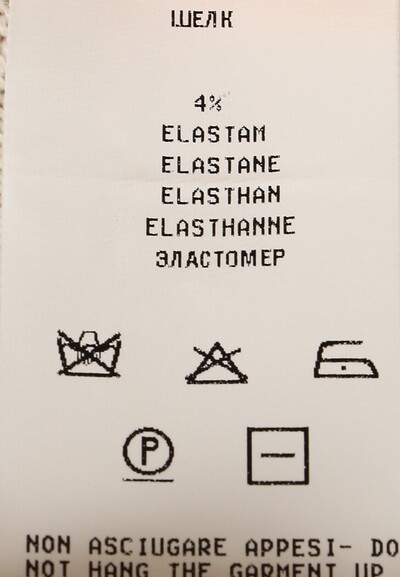 ШЕЛК
4%
ELASTAM
ELASTANE
ELASTHAN
ELASTHANNE
ЭЛАСТОМЕР
P
NON ASCIUGARE APPESI- DO
NOT HANG THE GARMENT UP